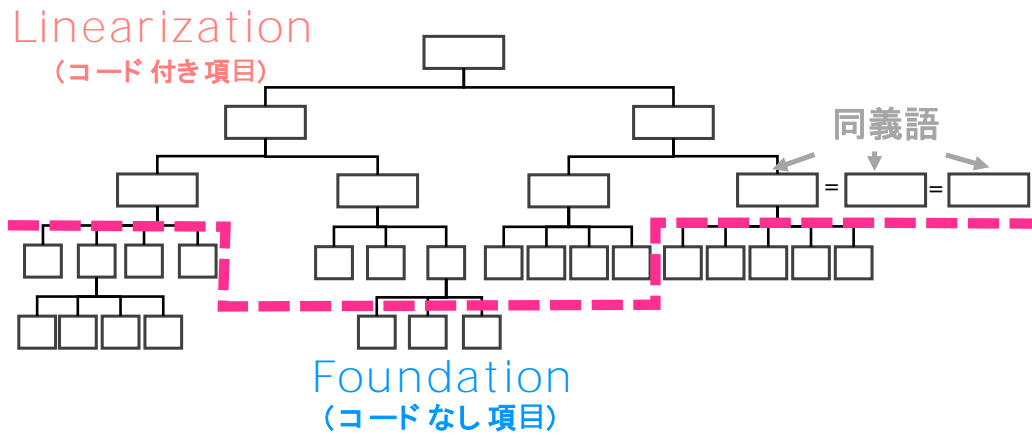 Linearization
(コード付き項目)
同義語
= =
Foundation
(コードなし項目)